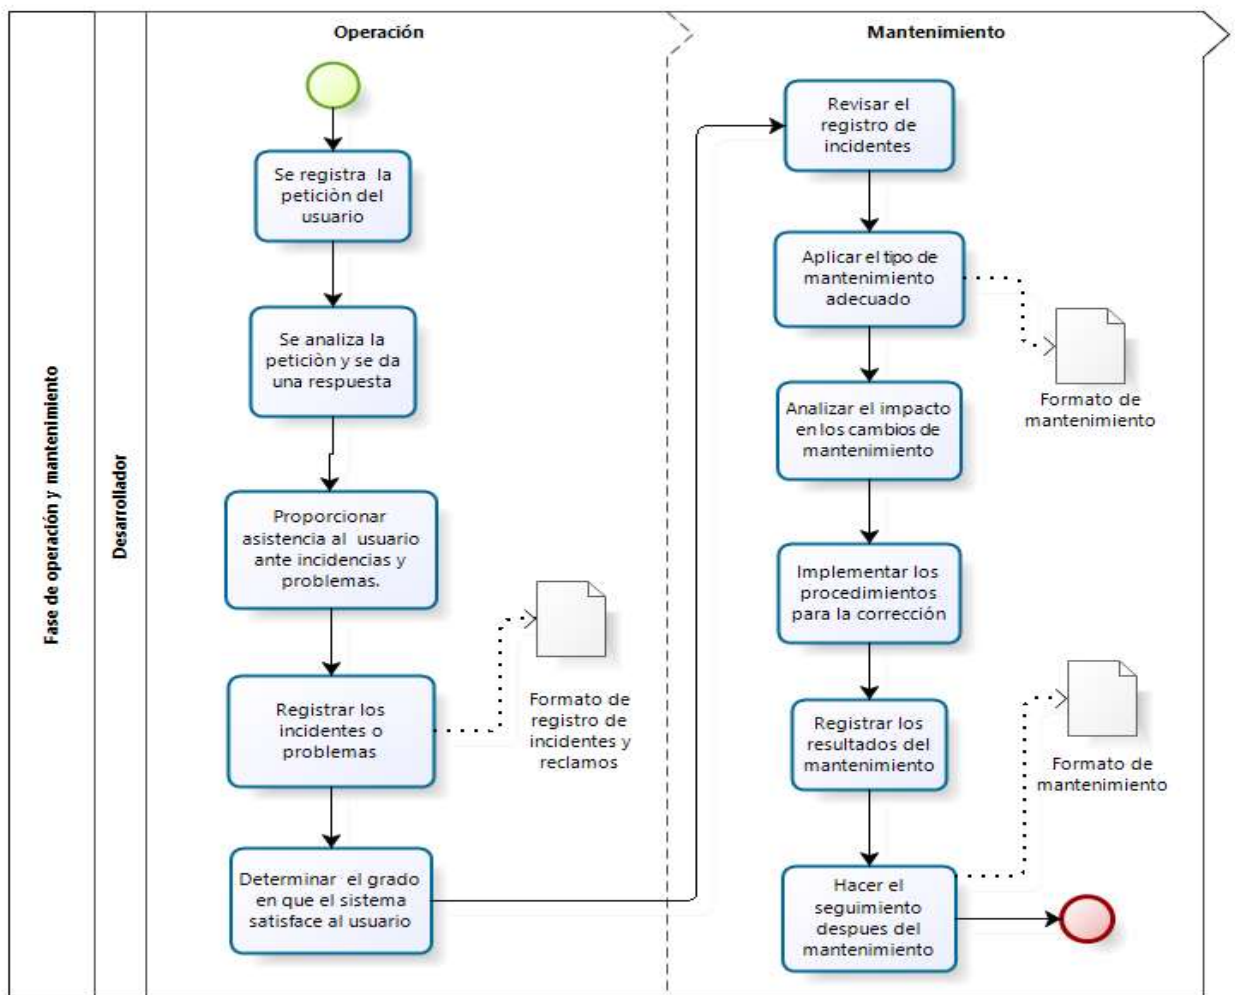 Fase de operación y mantenimiento
Desarrollador
Operación
Se registra la
petición del
usuario
Se analiza la
petición y se da
una respuesta
Proporcionar
asistencia al usuario
ante incidencias y
problemas.
Registrar los
incidentes o
problemas
Formato de
registro de
incidentes y
reclamos
Determinar el grado
en que el sistema
satisface al usuario
Mantenimiento
Revisar el
registro de
incidentes
Aplicar el tipo de
mantenimiento
adecuado
Formato de
mantenimiento
Analizar el impacto
en los cambios de
mantenimiento
Implementar los
procedimientos
para la corrección
Registrar los
resultados del
mantenimiento
Formato de
mantenimiento
Hacer el
seguimiento
despues del
mantenimiento